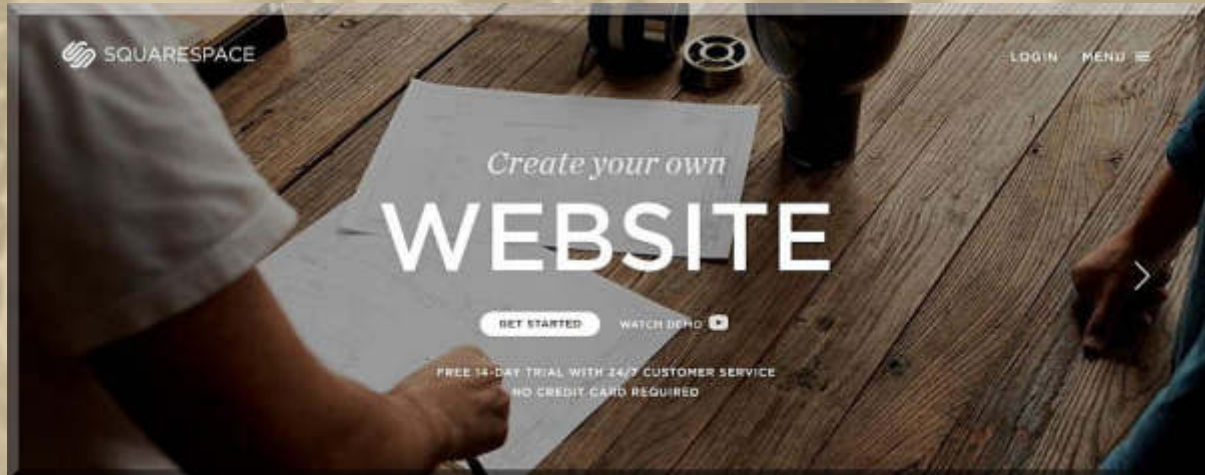 SQUARESPACE
LOGIN MENU
Create your own
WEBSITE
GET STARTED WATCH DEMO
FREE 14-DAY TRIAL WITH 24/7 CUSTOMER SERVICE
NO CREDIT CARD REQUIRED